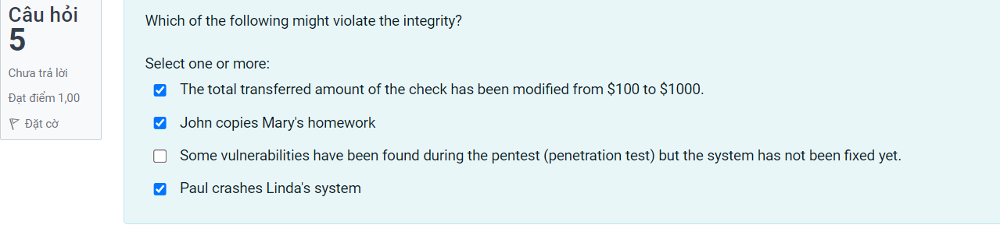 Câu hỏi
5
Chưa trả lời
Đạt điểm 1,00
Đặt cờ
Which of the following might violate the integrity?
Select one or more:
The total transferred amount of the check has been modified from $100 to $1000.
John copies Mary's homework
Some vulnerabilities have been found during the pentest (penetration test) but the system has not been fixed yet.
Paul crashes Linda's system